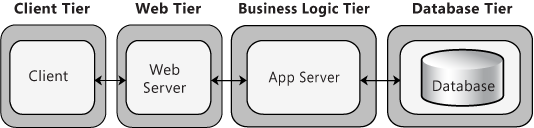 Client Tier
Web Tier
Business Logic Tier
Database Tier
Client
Web
Server
App Server
Database